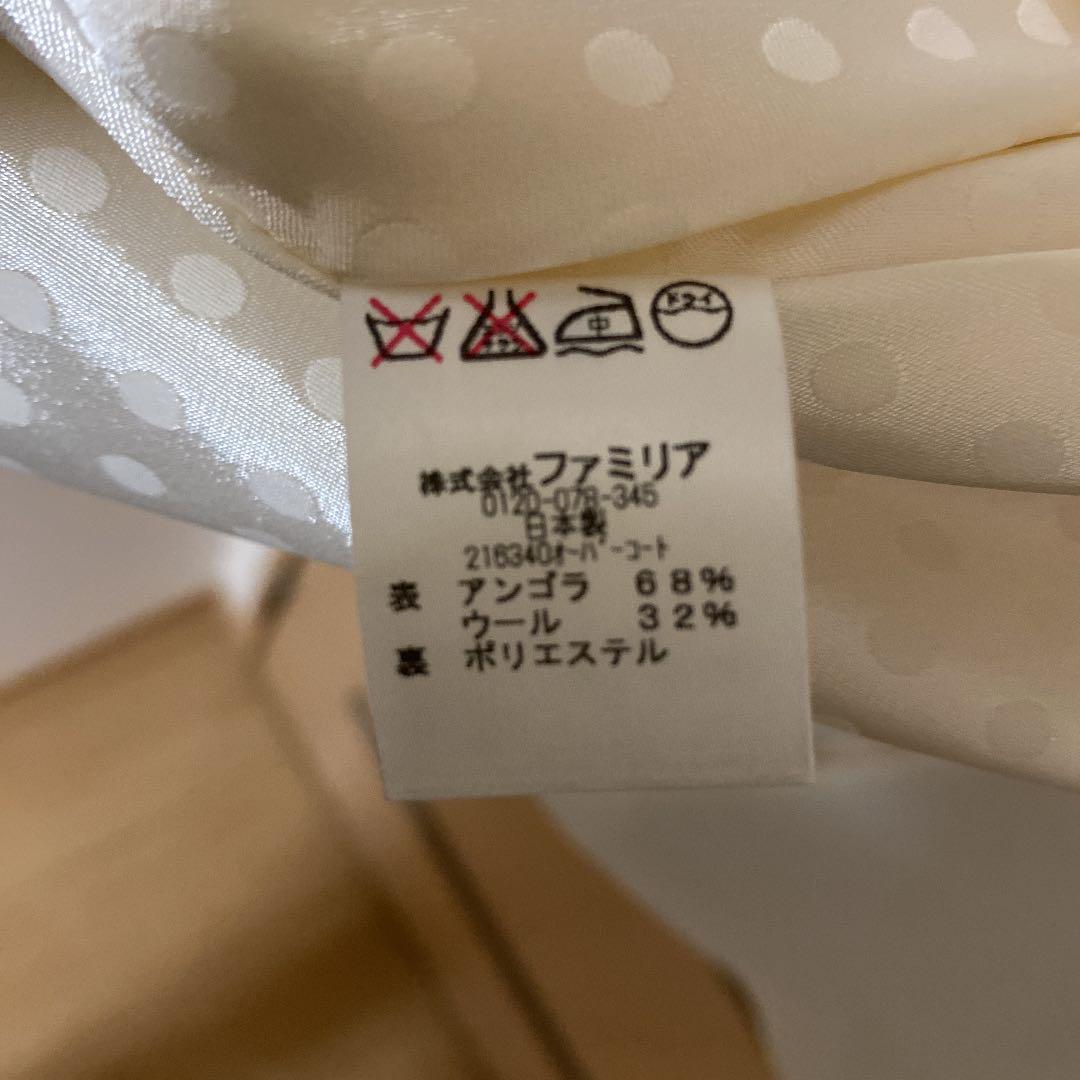 中 ドライ
株式会社ファミリア
0120-078-345
日本製
216340オーバーコート
表 アンゴラ 68%
ウール 32%
裏 ポリエステル